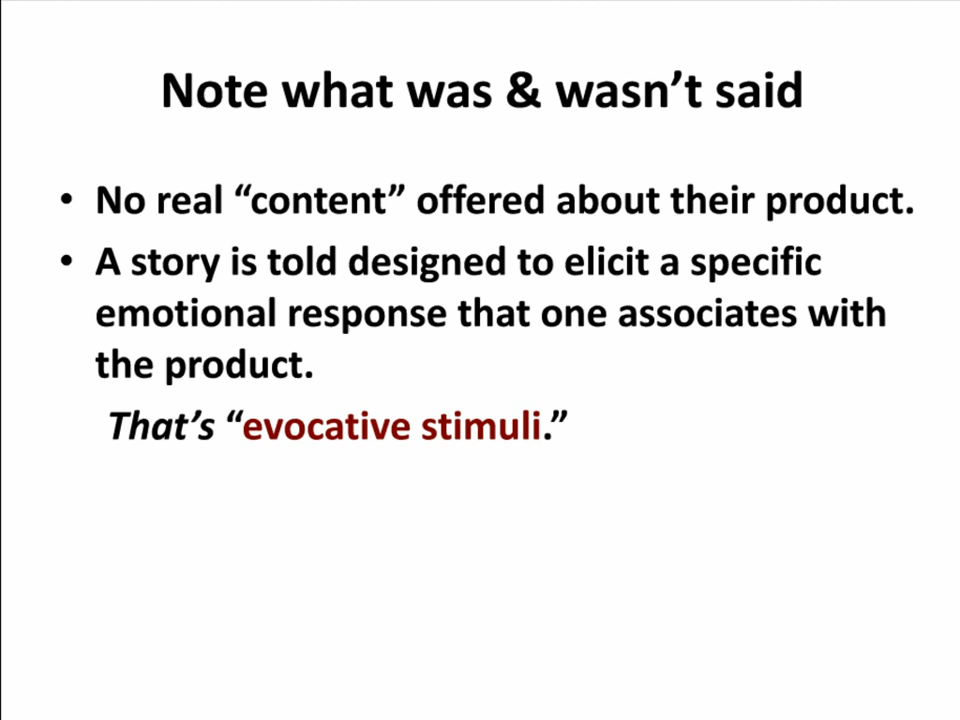 Note what was & wasn’t said
• No real “content” offered about their product.
• A story is told designed to elicit a specific
emotional response that one associates with
the product.
That’s “evocative stimuli.”